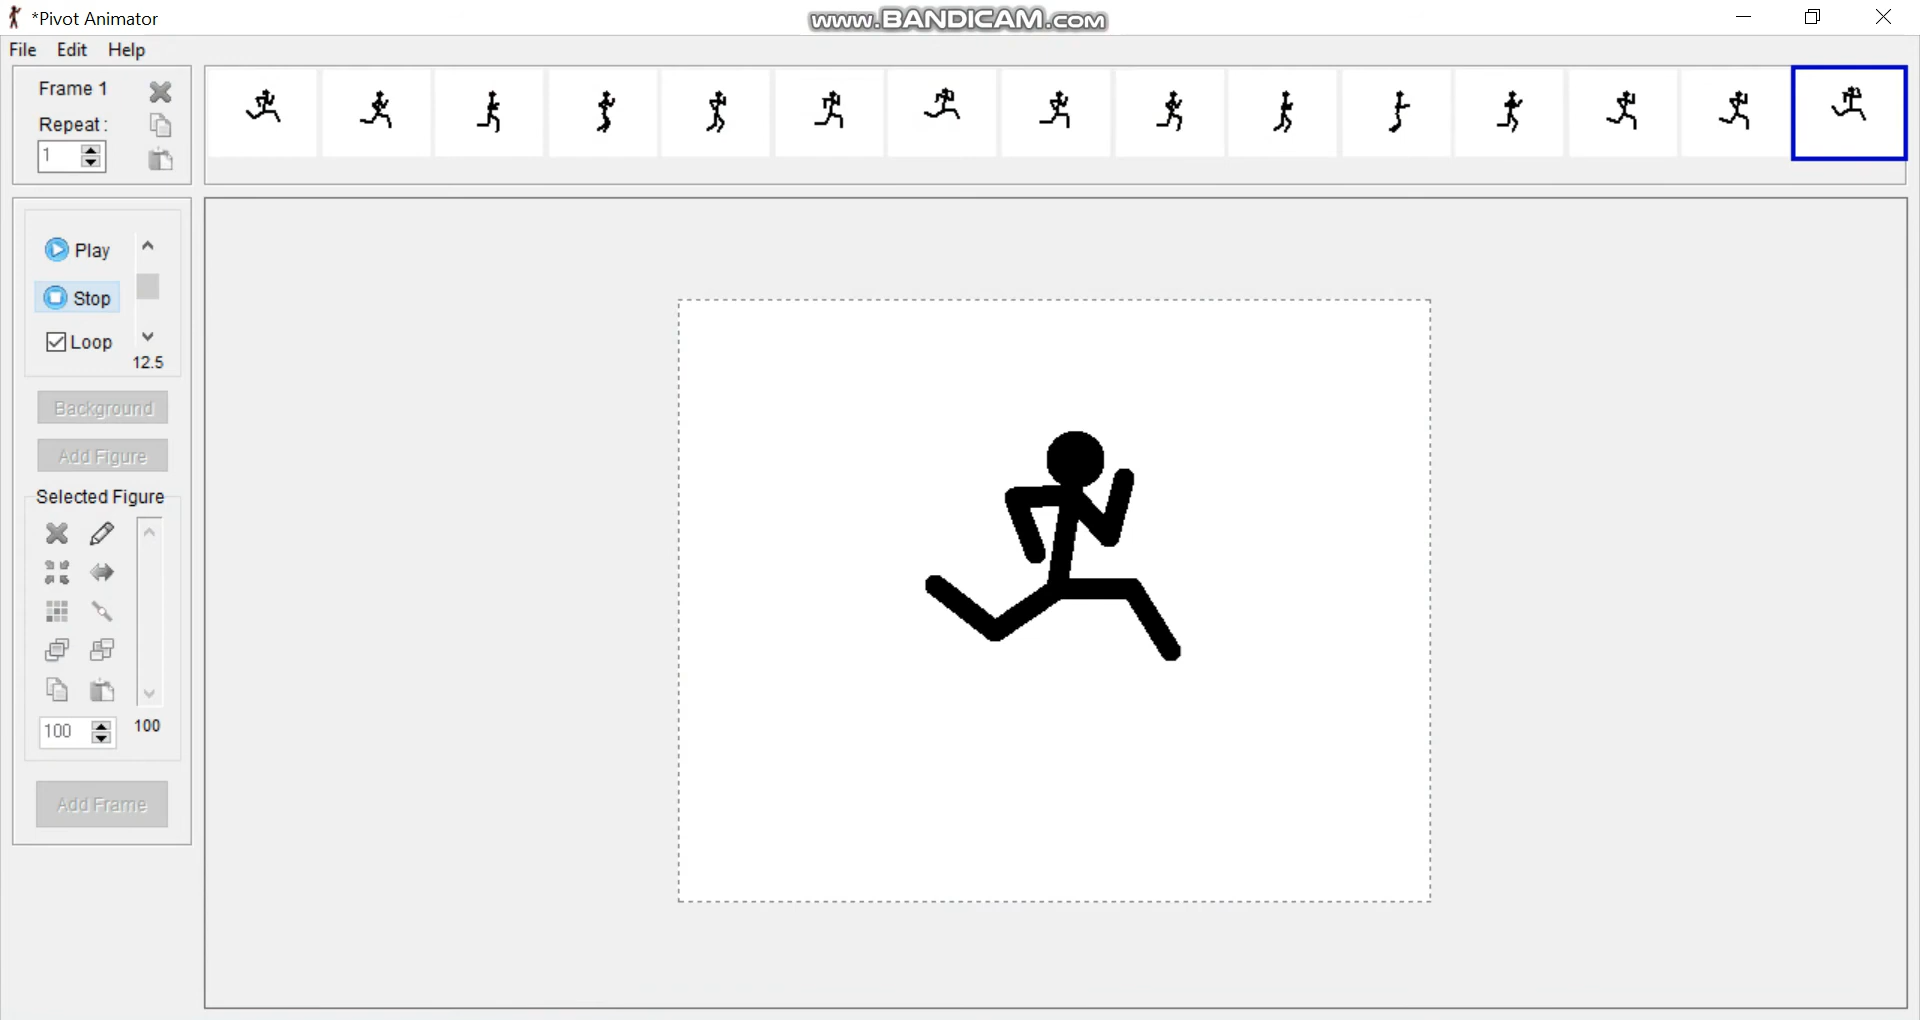 *Pivot Animator
www.BANDICAM.com
File Edit Help
Frame 1
Repeat:
1
Play
Stop
Loop
12.5
Background
Add Figure
Selected Figure
100
100
Add Frame